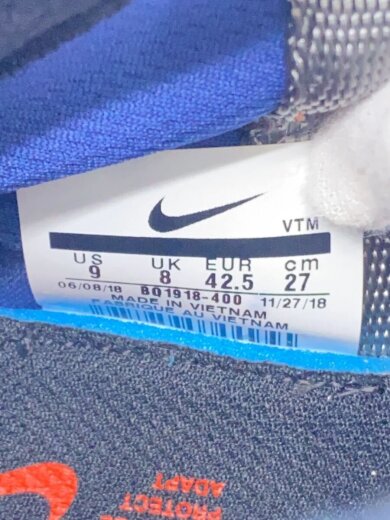 VTM
US UK EUR cm
9 8 42.5 27
06/08/18 BQ1918-400 11/27/18
MADE IN VIETNAM
FABRIQUE AU VIETNAM
PROTECT
ADAPT